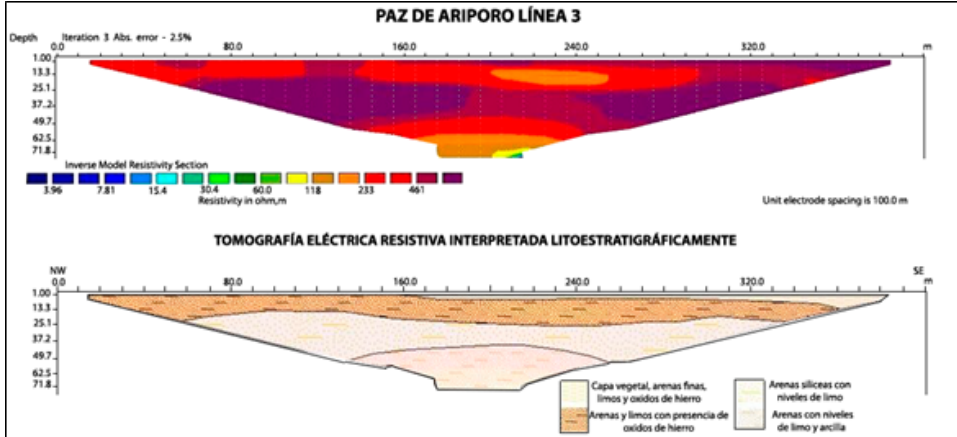 PAZ DE ARIPORO LÍNEA 3
Depth Iteration 3 Abs. error - 2.5%
0.0 80.0 160.0 240.0 320.0 m
1.00
13.3
25.1
37.2
49.7
62.5
71.8
Inverse Model Resistivity Section
3.96 7.81 15.4 30.4 60.0 118 233 461
Resistivity in ohm,m
Unit electrode spacing is 100.0 m
TOMOGRAFÍA ELÉCTRICA RESISTIVA INTERPRETADA LITOESTRATIGRÁFICAMENTE
NW SE
0.0 80.0 160.0 240.0 320.0 m
1.00
13.3
25.1
37.2
49.7
62.5
71.8
Capa vegetal, arenas finas,
limos y oxidos de hierro
Arenas y limos con presencia de
oxidos de hierro
Arenas siliceas con
niveles de limo
Arenas con niveles
de limo y arcilla